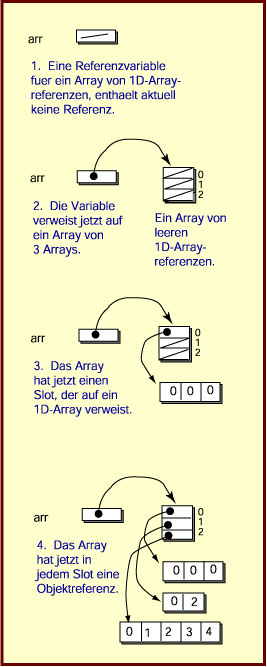 arr
1. Eine Referenzvariable
fuer ein Array von 1D-Array-
referenzen, enthaelt aktuell
keine Referenz.
arr
0
1
2
2. Die Variable
verweist jetzt auf
ein Array von
3 Arrays.
Ein Array von
leeren
1D-Array-
referenzen.
arr
0
1
2
3. Das Array
hat jetzt einen
Slot, der auf ein
1D-Array verweist.
0 0 0
arr
0
1
2
4. Das Array
hat jetzt in
jedem Slot eine
Objektreferenz.
0 0 0
0 2
0 1 2 3 4